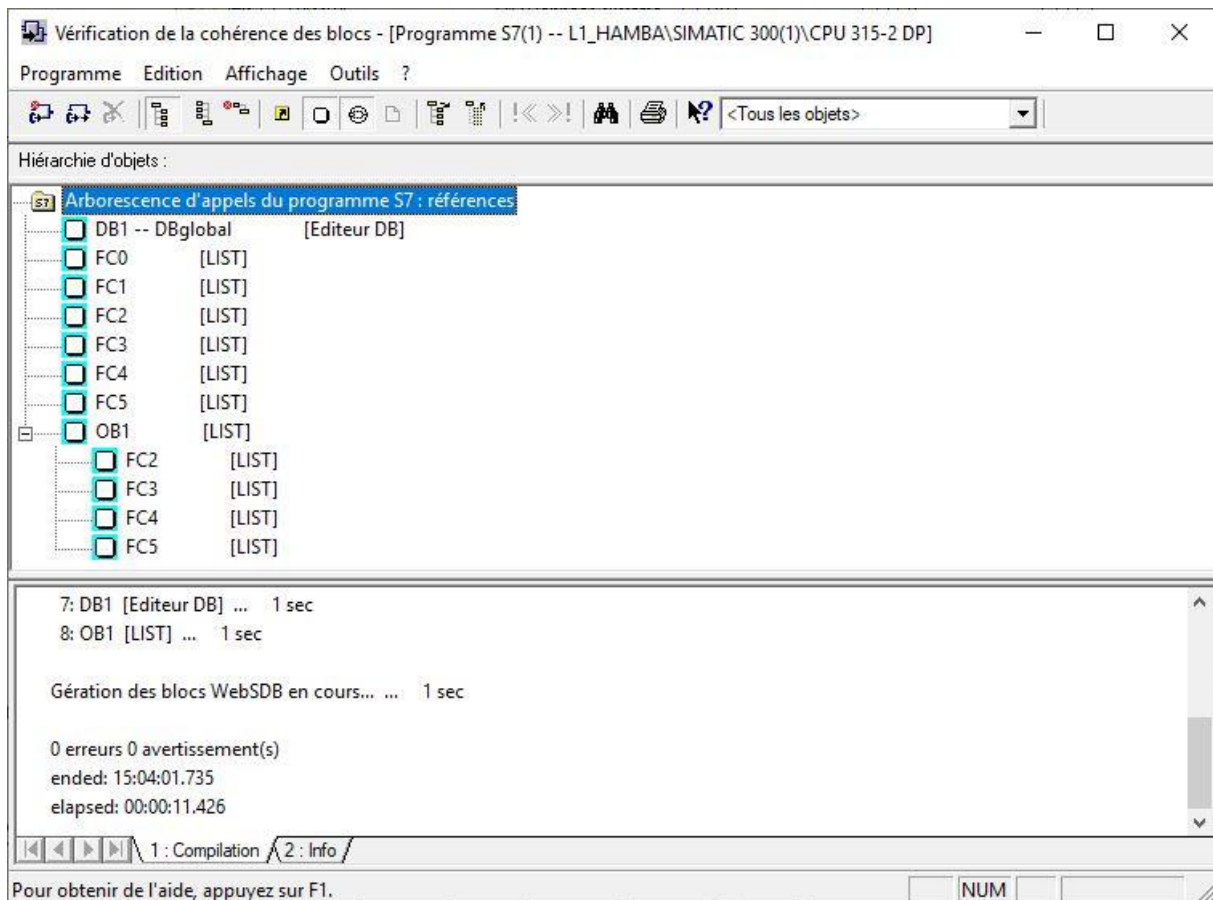 Vérification de la cohérence des blocs - [Programme S7(1) -- L1_HAMBA\SIMATIC 300(1)\CPU 315-2 DP]
Programme Edition Affichage Outils ?
<Tous les objets>
Hiérarchie d'objets :
S7 Arborescence d'appels du programme S7 : références
DB1 -- DBglobal [Editeur DB]
FC0 [LIST]
FC1 [LIST]
FC2 [LIST]
FC3 [LIST]
FC4 [LIST]
FC5 [LIST]
OB1 [LIST]
FC2 [LIST]
FC3 [LIST]
FC4 [LIST]
FC5 [LIST]
7: DB1 [Editeur DB] ... 1 sec
8: OB1 [LIST] ... 1 sec
Gération des blocs WebSDB en cours... ... 1 sec
0 erreurs 0 avertissement(s)
ended: 15:04:01.735
elapsed: 00:00:11.426
1 : Compilation 2 : Info
Pour obtenir de l'aide, appuyez sur F1. NUM